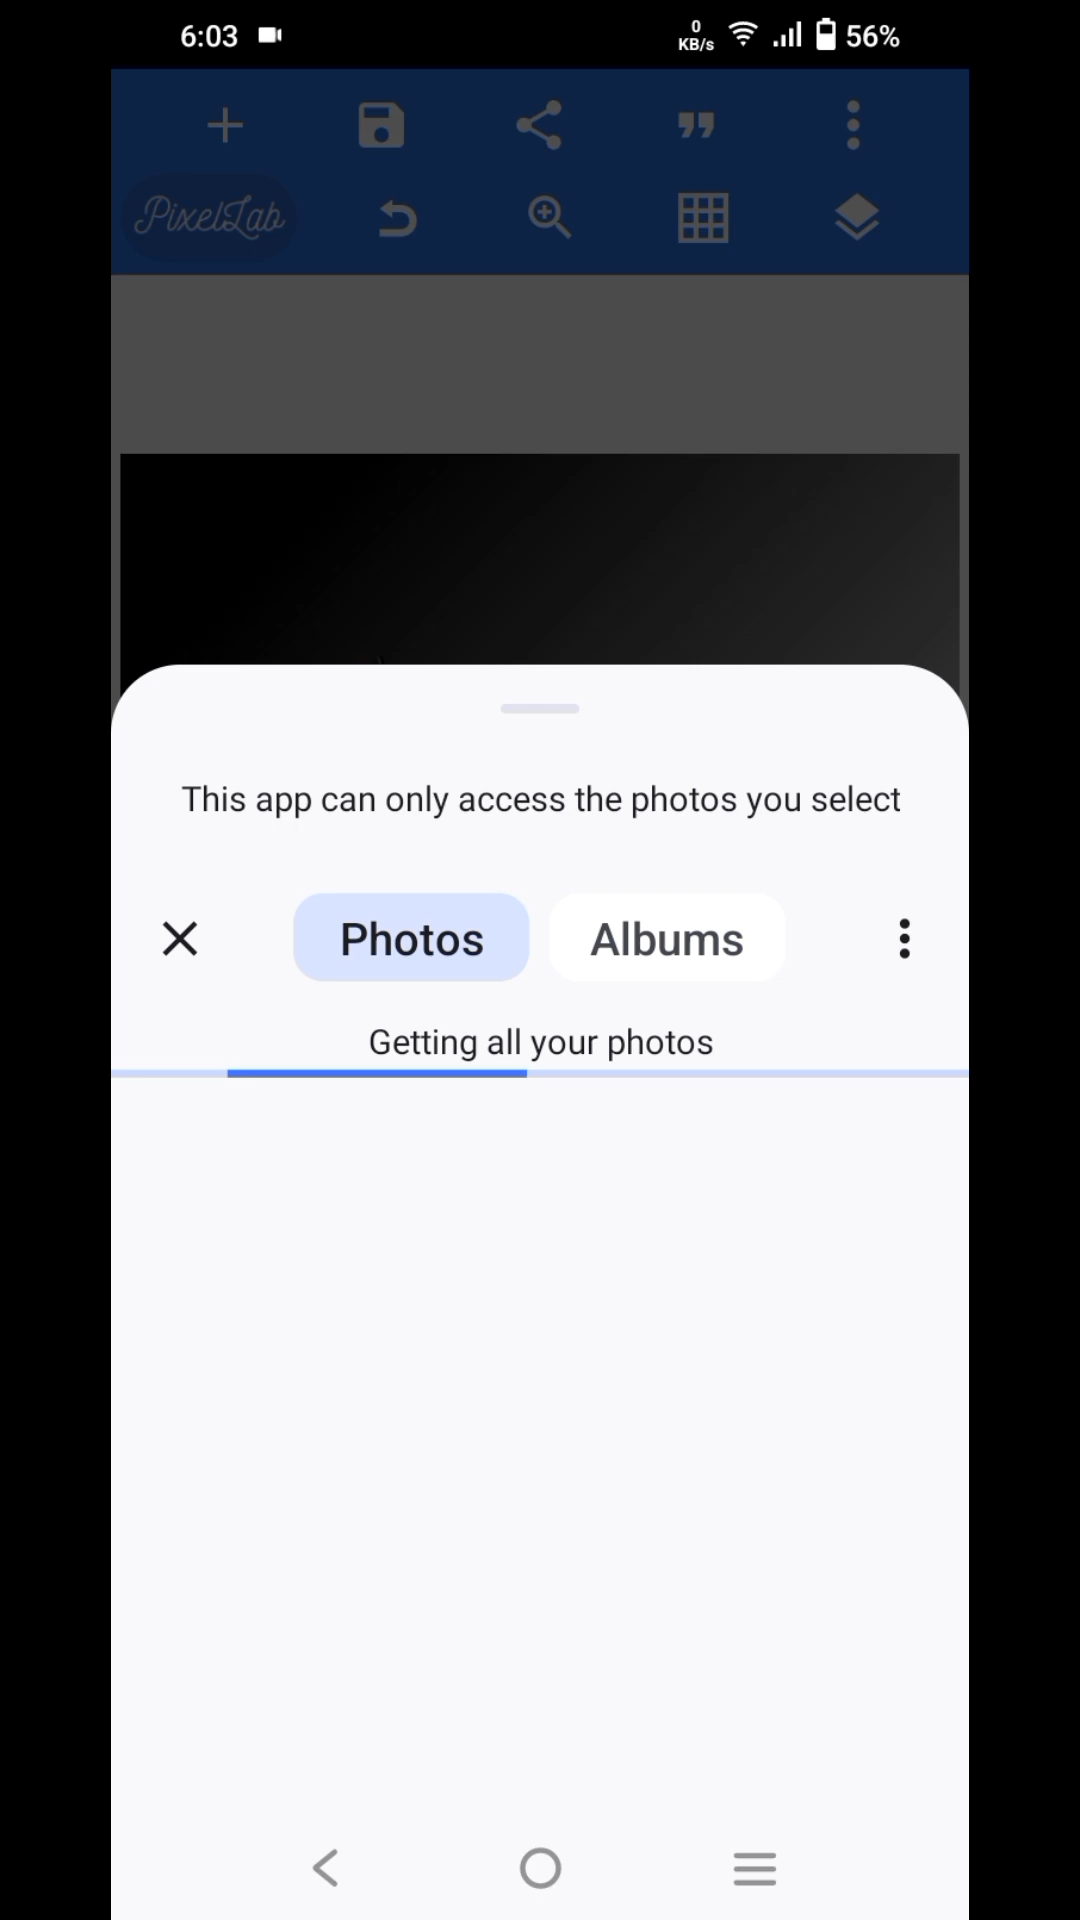 6:03
0
KB/s
56%
PixelLab
This app can only access the photos you select
Photos
Albums
Getting all your photos